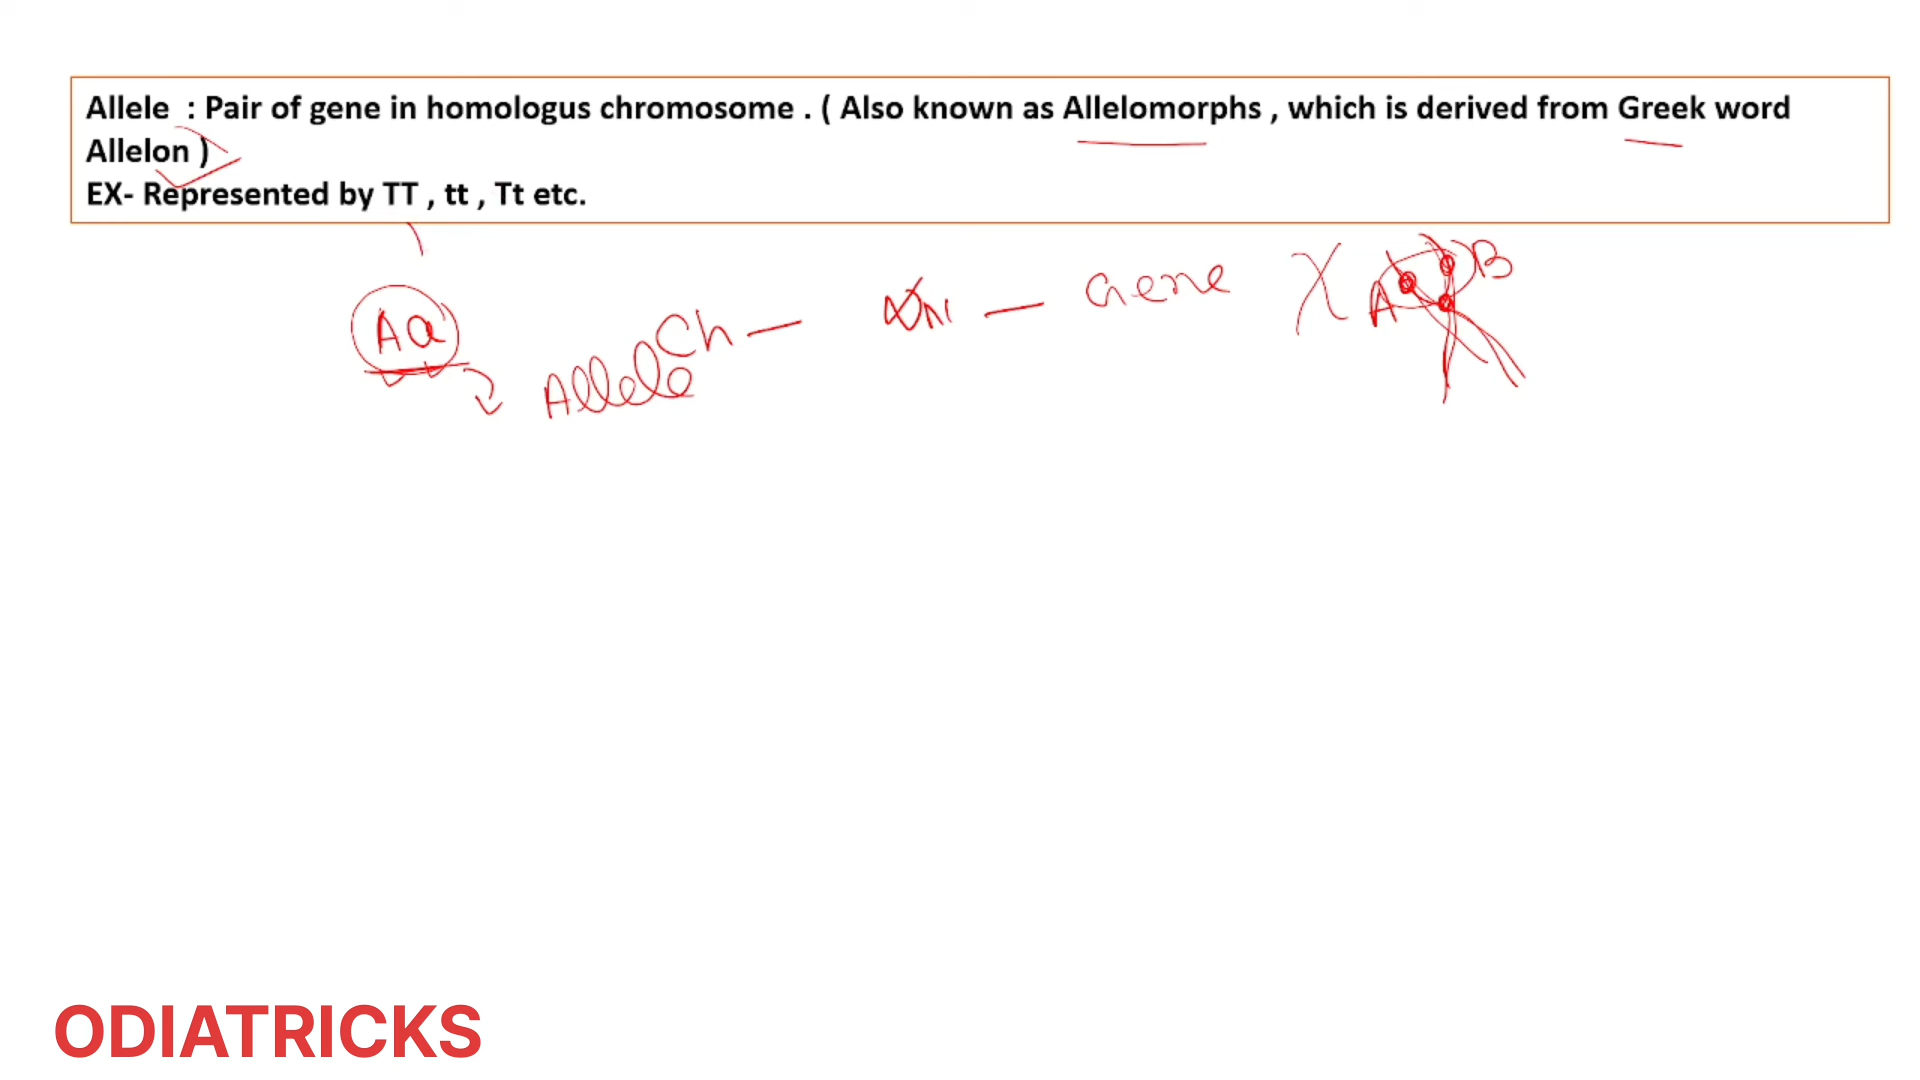 Allele : Pair of gene in homologus chromosome . ( Also known as Allelomorphs , which is derived from Greek word
Allelon )
EX- Represented by TT , tt , Tt etc.
Aa
Allele
Ch —
— Gene
A
B
ODIATRICKS